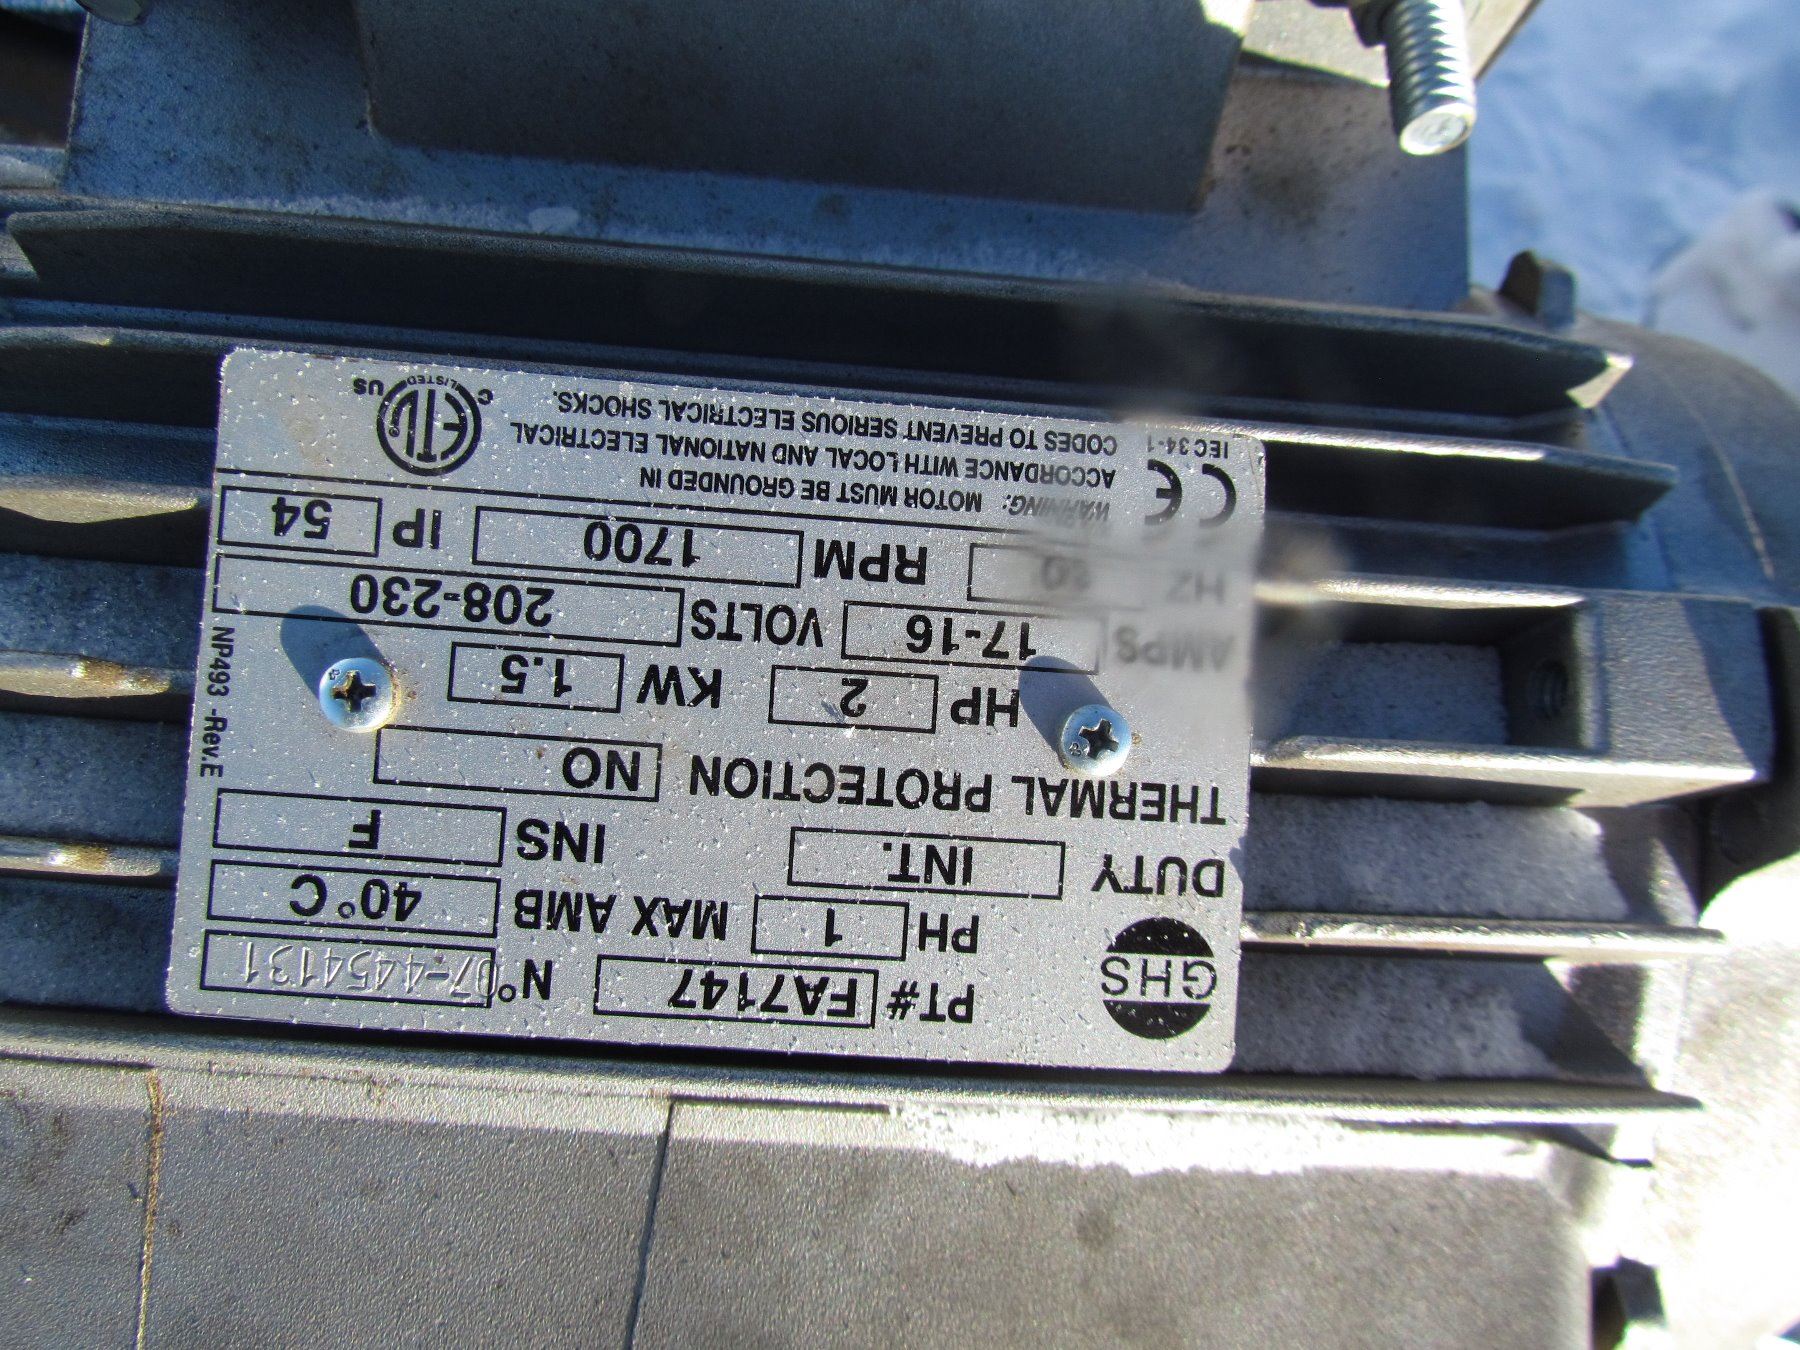 GHS
PT# FA7147 N° 07-4454131
PH 1 MAX AMB 40°C
DUTY INT. INS F
THERMAL PROTECTION NO
HP 2 KW 1.5
AMPS 17-16 VOLTS 208-230
HZ RPM 1700 IP 54
CE
IEC 34-1
WARNING: MOTOR MUST BE GROUNDED IN
ACCORDANCE WITH LOCAL AND NATIONAL ELECTRICAL
CODES TO PREVENT SERIOUS ELECTRICAL SHOCKS.
C ETL US
LISTED
NP493 -Rev.E